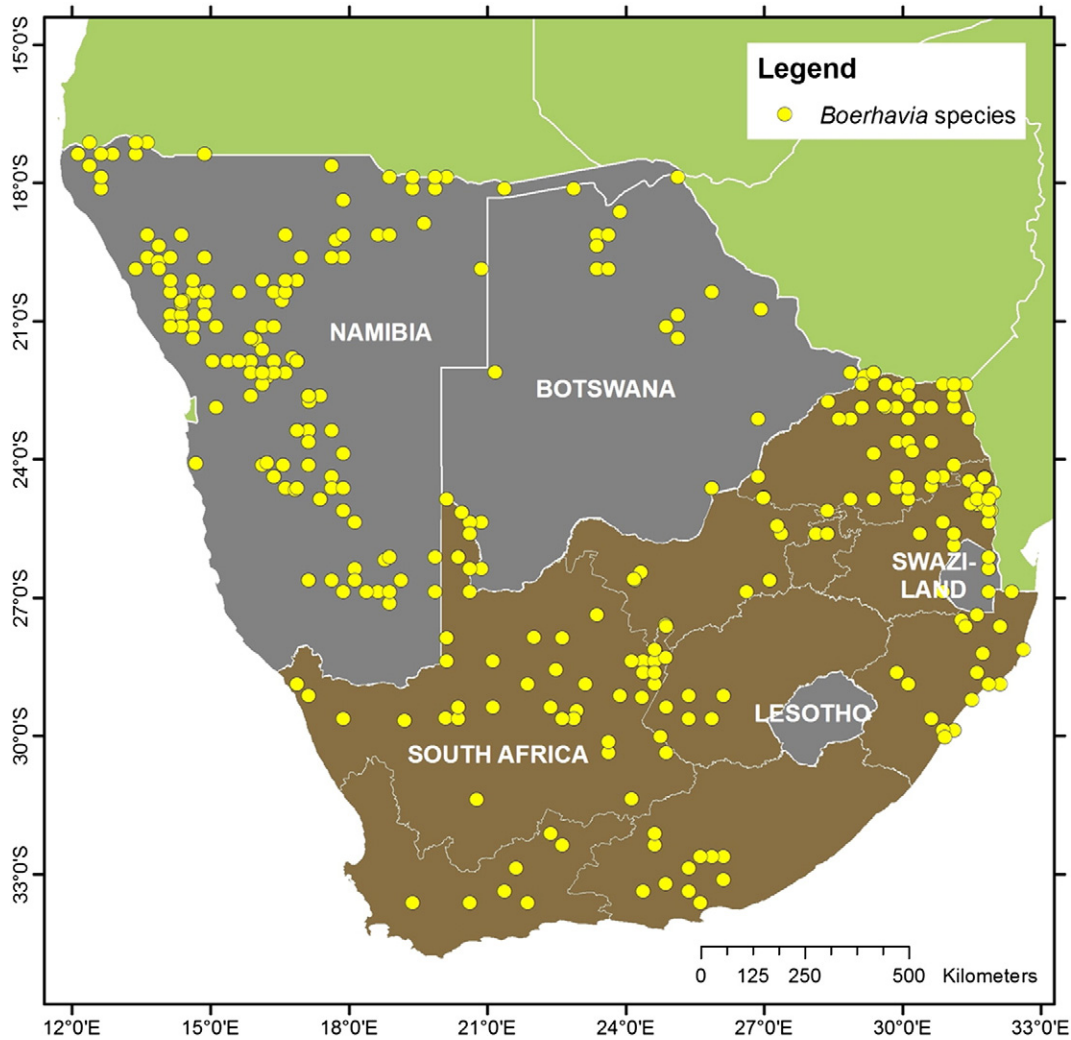 Legend
Boerhavia species
15°0'S
18°0'S
21°0'S
24°0'S
27°0'S
30°0'S
33°0'S
NAMIBIA
BOTSWANA
SWAZI-
LAND
LESOTHO
SOUTH AFRICA
0 125 250 500 Kilometers
12°0'E 15°0'E 18°0'E 21°0'E 24°0'E 27°0'E 30°0'E 33°0'E